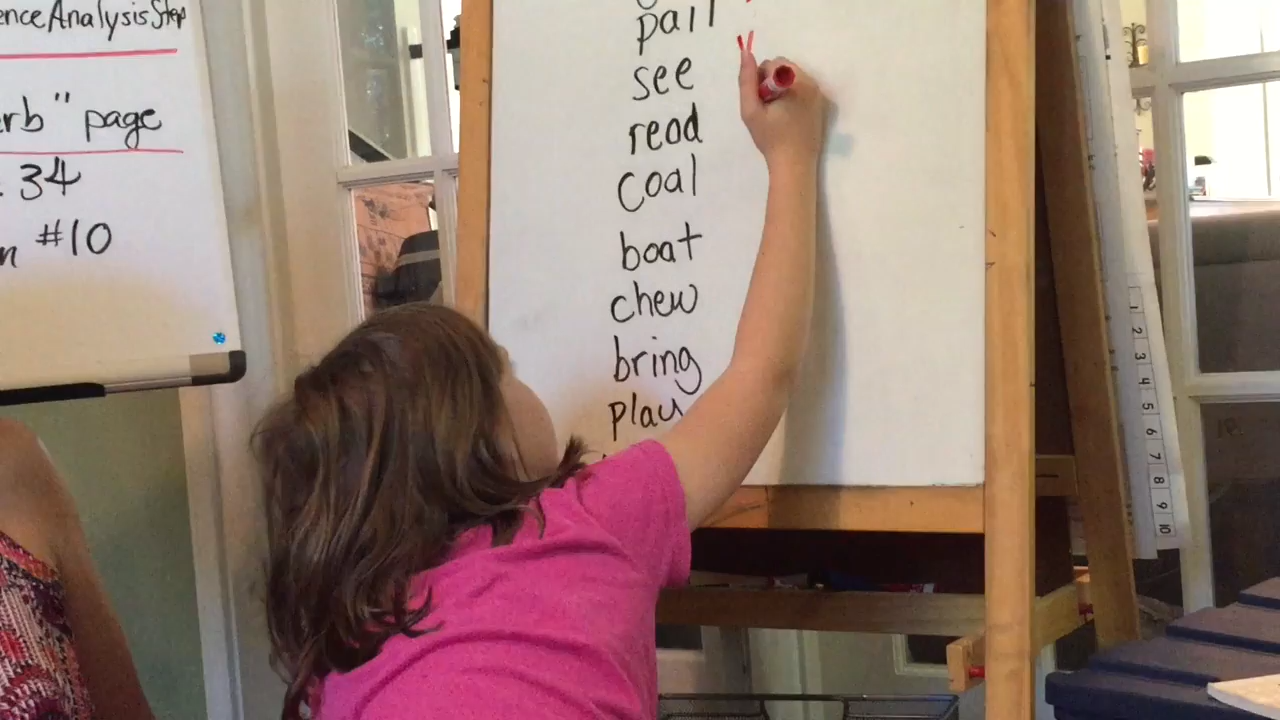 enceAnalysisStep
erb" page
. 34
#10
pail
see
read
coal
boat
chew
bring
play
1
2
3
4
5
6
7
8
9
10